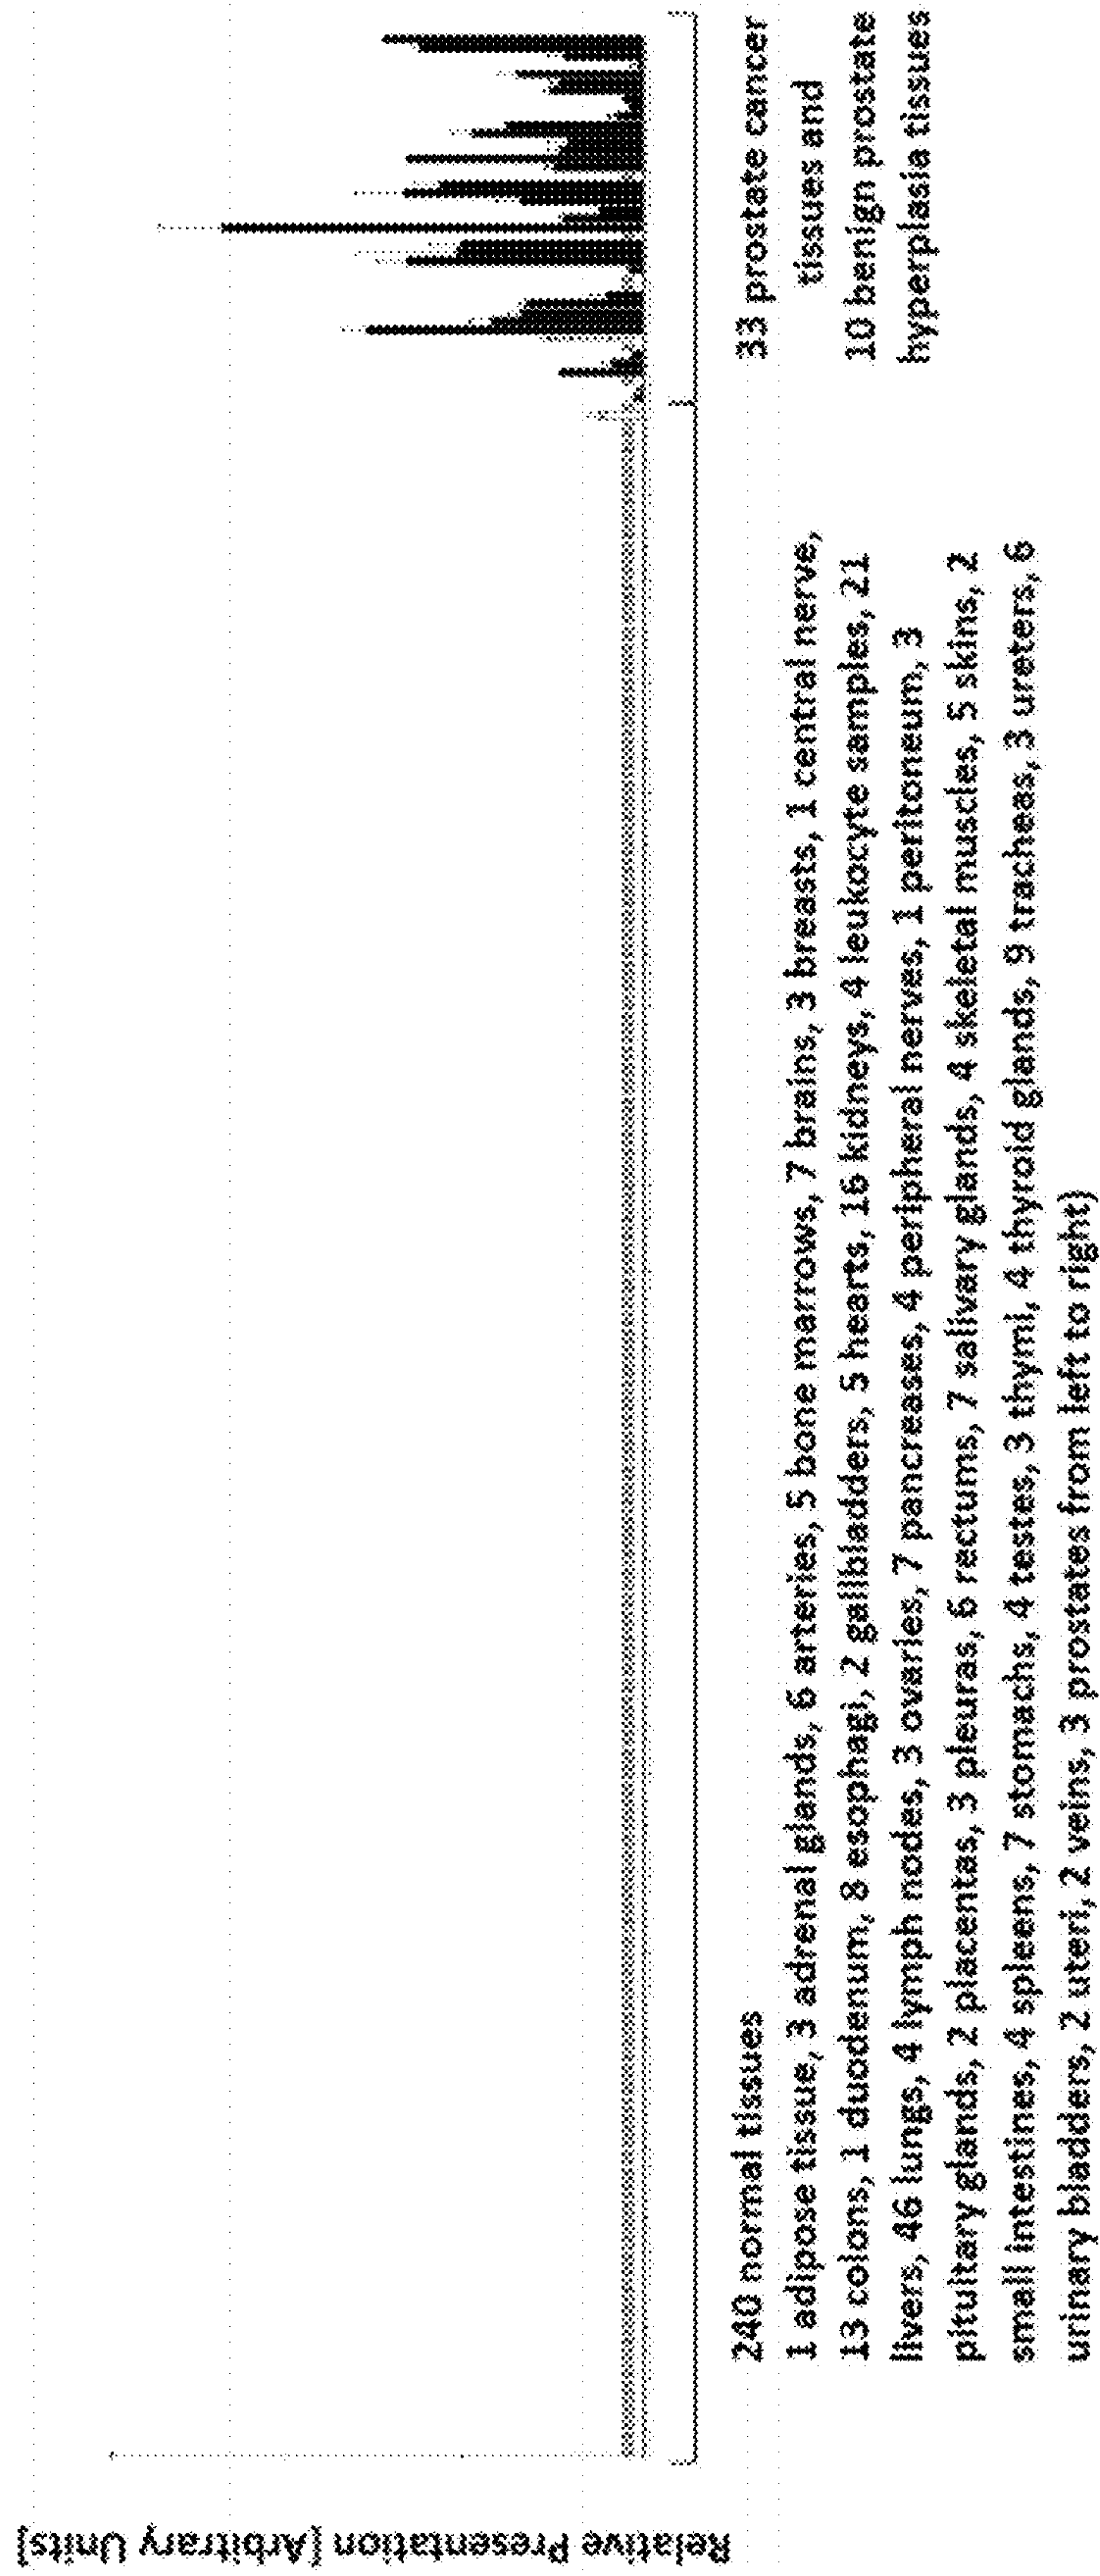 Relative Presentation [Arbitrary Units]
240 normal tissues
1 adipose tissue, 3 adrenal glands, 6 arteries, 5 bone marrows, 7 brains, 3 breasts, 1 central nerve,
13 colons, 1 duodenum, 8 esophagi, 2 gallbladders, 5 hearts, 16 kidneys, 4 leukocyte samples, 21
livers, 46 lungs, 4 lymph nodes, 3 ovaries, 7 pancreases, 4 peripheral nerves, 1 peritoneum, 3
pituitary glands, 2 placentas, 3 pleuras, 6 rectums, 7 salivary glands, 4 skeletal muscles, 5 skins, 2
small intestines, 4 spleens, 7 stomachs, 4 testes, 3 thymi, 4 thyroid glands, 9 tracheas, 3 ureters, 6
urinary bladders, 2 uteri, 2 veins, 3 prostates from left to right)
33 prostate cancer
tissues and
10 benign prostate
hyperplasia tissues